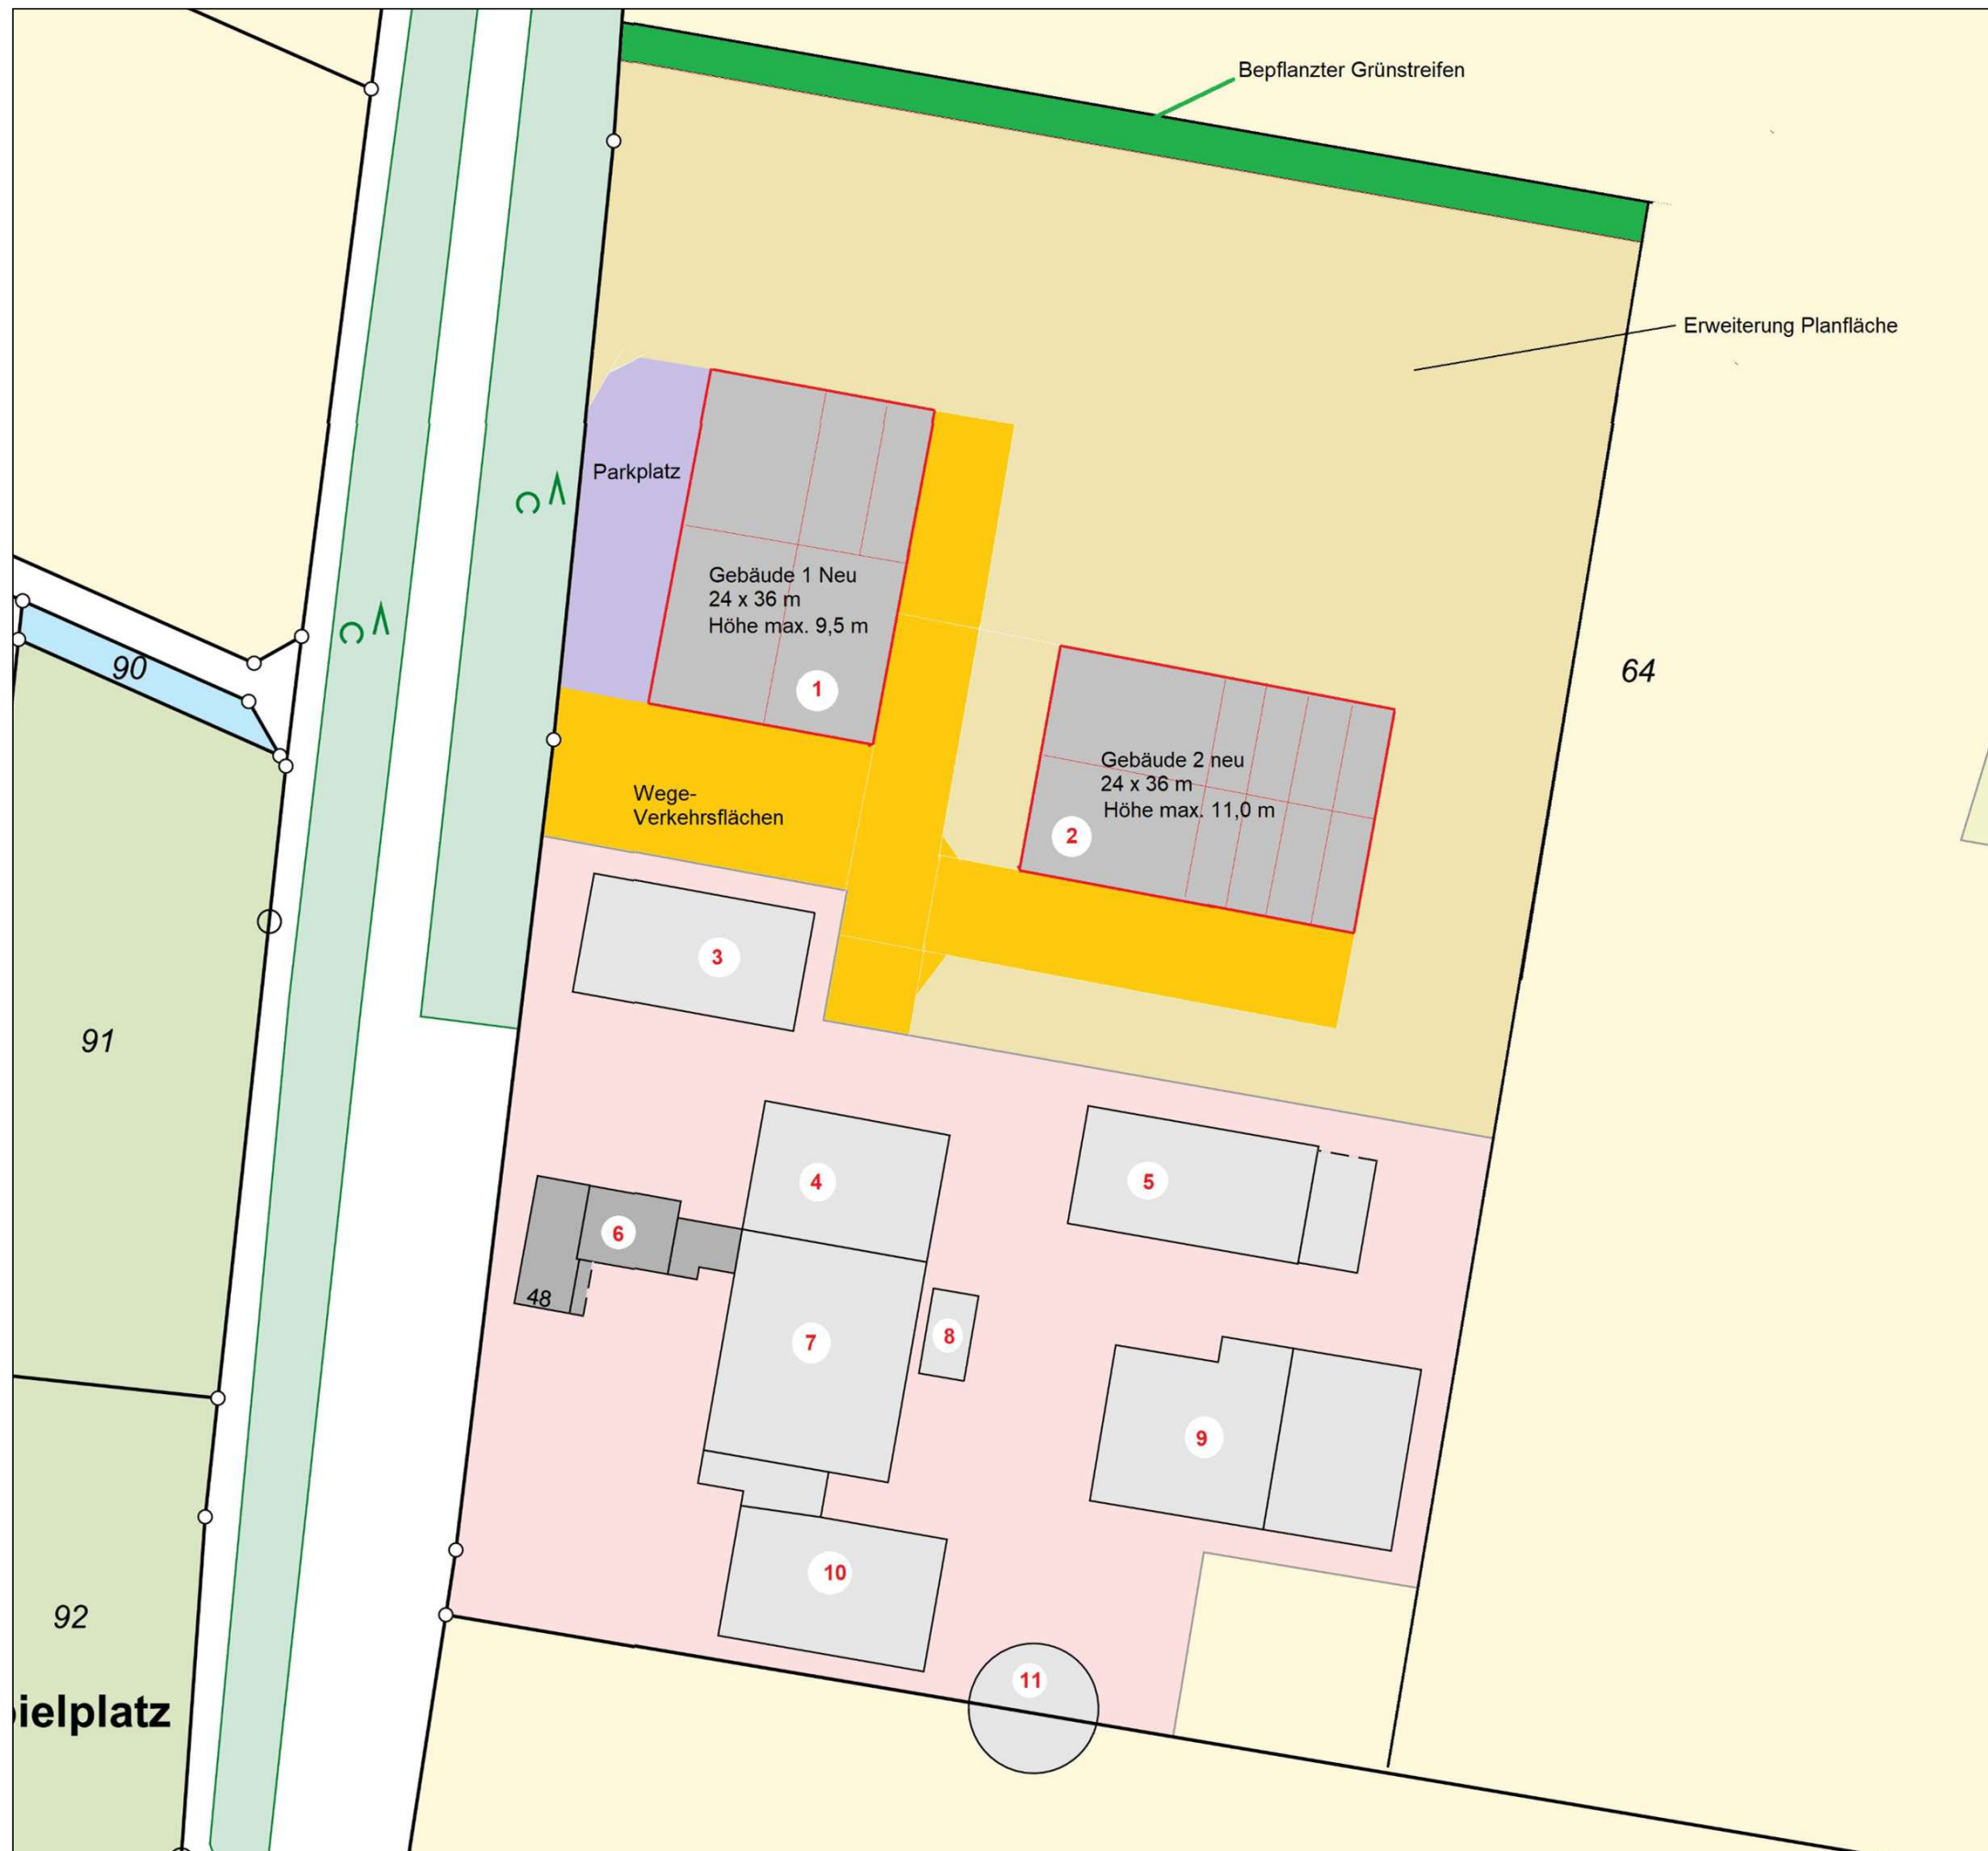 Bepflanzter Grünstreifen
Erweiterung Planfläche
Parkplatz
Gebäude 1 Neu
24 x 36 m
Höhe max. 9,5 m
1
64
90
Gebäude 2 neu
24 x 36 m
Höhe max. 11,0 m
2
Wege-
Verkehrsflächen
3
91
4
5
6
48
7
8
9
10
92
11
ielplatz